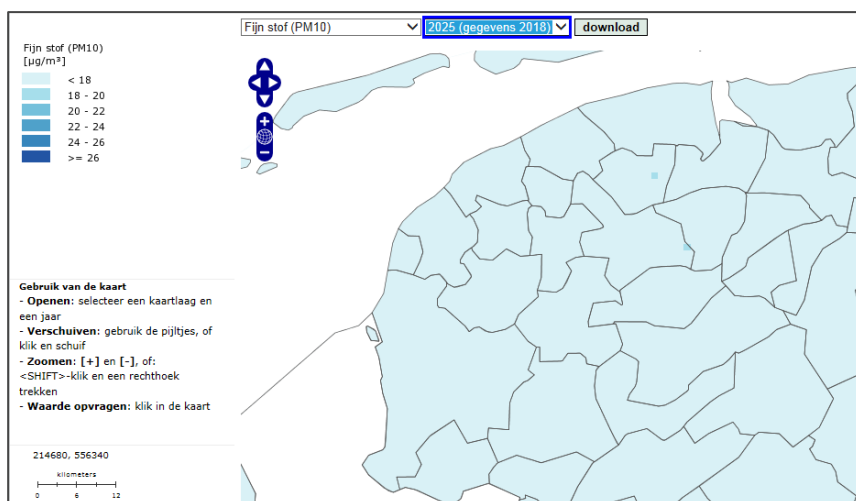 Fijn stof (PM10)
2025 (gegevens 2018)
download
Fijn stof (PM10)
[µg/m³]
< 18
18 - 20
20 - 22
22 - 24
24 - 26
>= 26
Gebruik van de kaart
- Openen: selecteer een kaartlaag en
een jaar
- Verschuiven: gebruik de pijltjes, of
klik en schuif
- Zoomen: [+] en [-], of:
<SHIFT>-klik en een rechthoek
trekken
- Waarde opvragen: klik in de kaart
214680, 556340
kilometers
0 6 12